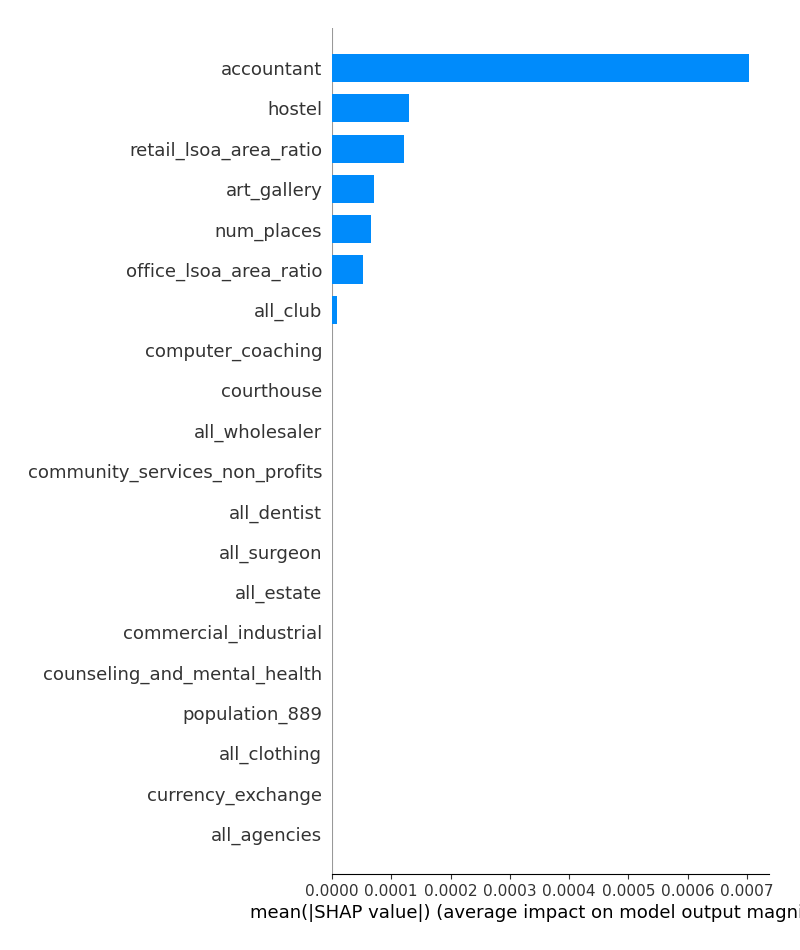 accountant
hostel
retail_lsoa_area_ratio
art_gallery
num_places
office_lsoa_area_ratio
all_club
computer_coaching
courthouse
all_wholesaler
community_services_non_profits
all_dentist
all_surgeon
all_estate
commercial_industrial
counseling_and_mental_health
population_889
all_clothing
currency_exchange
all_agencies
0.0000 0.0001 0.0002 0.0003 0.0004 0.0005 0.0006 0.0007
mean(|SHAP value|) (average impact on model output magni